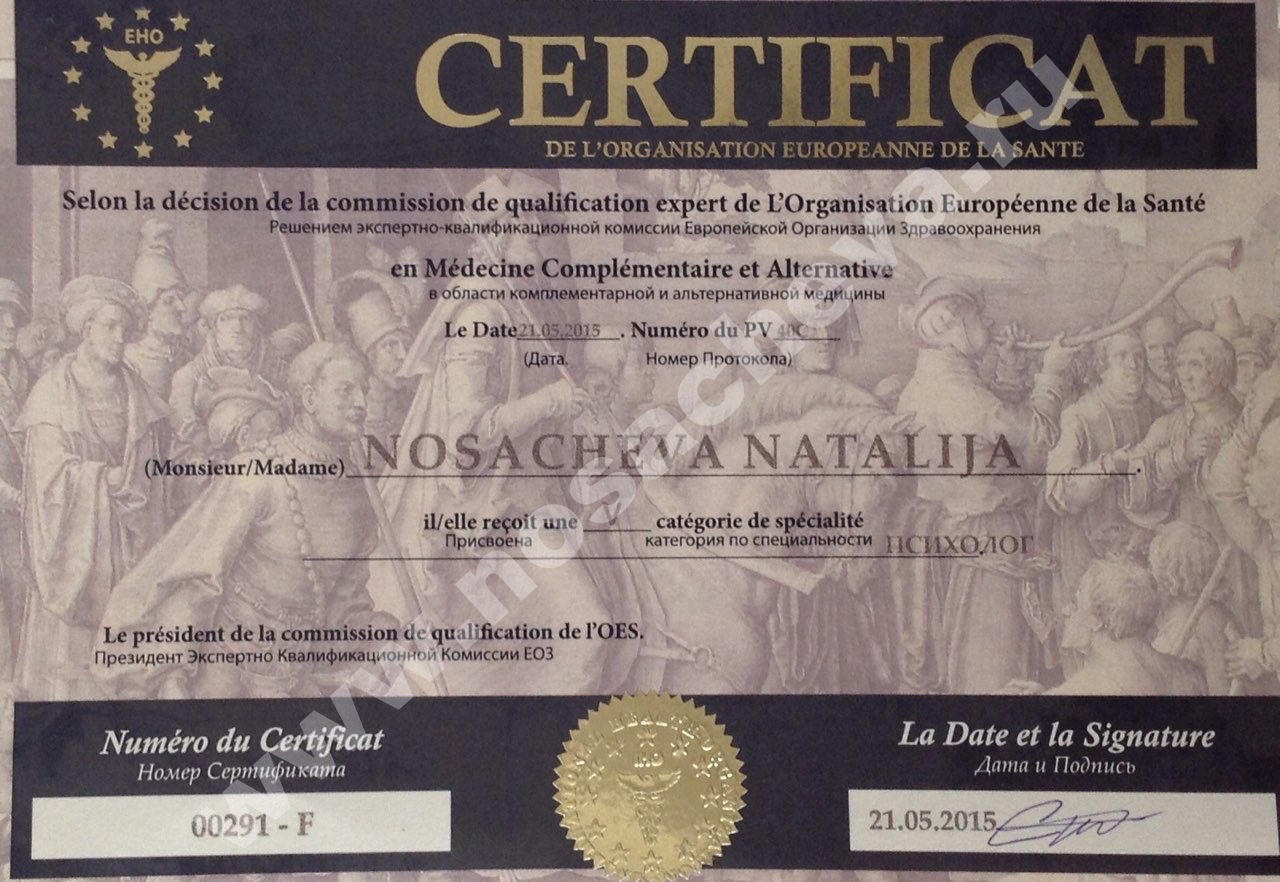 EHO
CERTIFICAT
DE L'ORGANISATION EUROPEANNE DE LA SANTE
Selon la décision de la commission de qualification expert de L'Organisation Européenne de la Santé
Решением экспертно-квалификационной комиссии Европейской Организации Здравоохранения
en Médecine Complémentaire et Alternative
в области комплементарной и альтернативной медицины
Le Date 21.05.2015 . Numéro du PV
(Дата. Номер Протокола)
(Monsieur/Madame) NOSACHEVA NATALIJA.
il/elle reçoit une V catégorie de spécialité
Присвоена категория по специальности ПСИХОЛОГ.
Le président de la commission de qualification de l'OES.
Президент Экспертно Квалификационной Комиссии ЕОЗ
Numéro du Certificat
Номер Сертификата
00291 - F
EHO
La Date et la Signature
Дата и Подпись
21.05.2015
www.nosacheva.ru